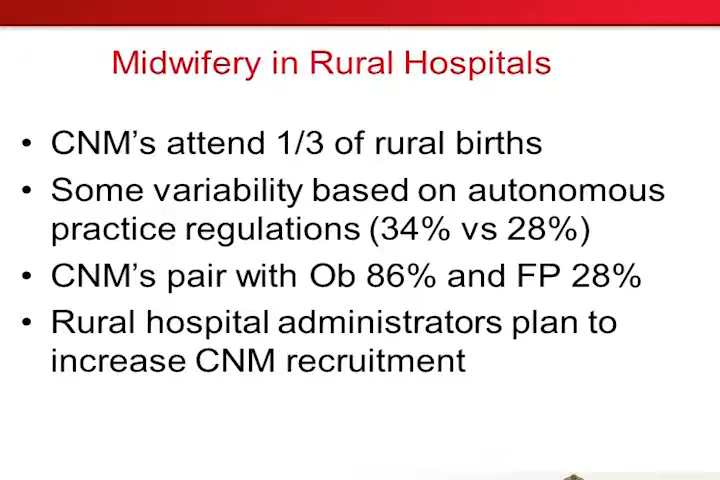 Midwifery in Rural Hospitals
• CNM's attend 1/3 of rural births
• Some variability based on autonomous
practice regulations (34% vs 28%)
• CNM's pair with Ob 86% and FP 28%
• Rural hospital administrators plan to
increase CNM recruitment